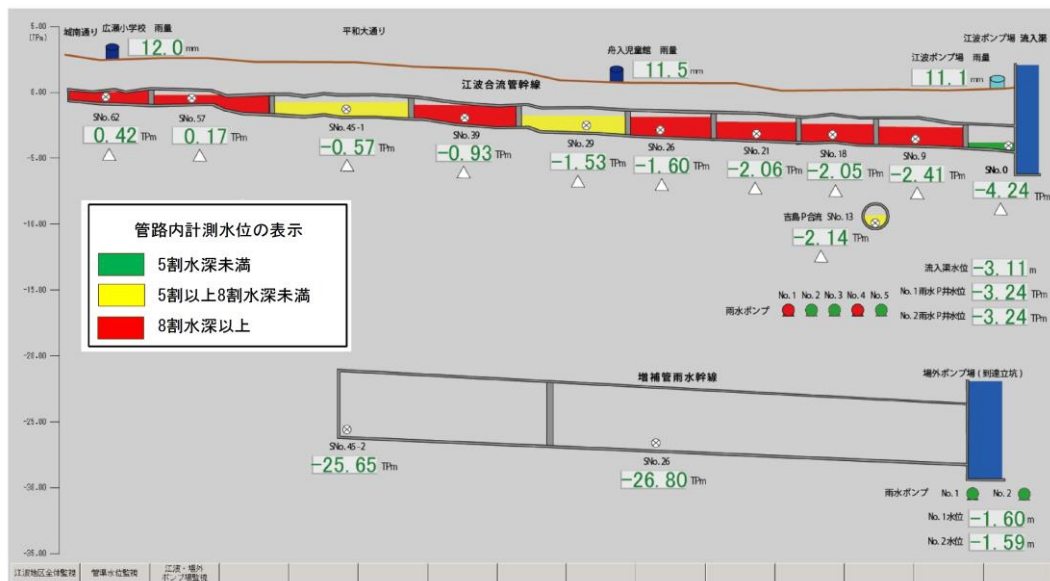 5.00
(TPm)
城南通り
広瀬小学校 雨量
12.0 mm
平和大通り
舟入児童館 雨量
11.5 mm
江波ポンプ場 流入渠
江波ポンプ場 雨量
11.1 mm
0.00
江波合流管幹線
SNo.62
0.42 TPm
SNo.57
0.17 TPm
SNo.45-1
-0.57 TPm
SNo.39
-0.93 TPm
SNo.29
-1.53 TPm
SNo.26
-1.60 TPm
SNo.21
-2.06 TPm
SNo.18
-2.05 TPm
SNo.9
-2.41 TPm
SNo.0
-4.24 TPm
-5.00
-10.00
吉島P合流 SNo.13
-2.14 TPm
管路内計測水位の表示
5割水深未満
5割以上8割水深未満
8割水深以上
流入渠水位 -3.11 m
No.1雨水P井水位 -3.24 TPm
No.2雨水P井水位 -3.24 TPm
-15.00
No.1 No.2 No.3 No.4 No.5
雨水ポンプ
-20.00
増補管雨水幹線
場外ポンプ場(到達立坑)
-25.00
SNo.45-2
-25.65 TPm
SNo.26
-26.80 TPm
-30.00
雨水ポンプ No.1 No.2
No.1水位 -1.60 m
No.2水位 -1.59 m
-35.00
江波地区全体監視
管渠水位監視
江波・場外
ポンプ場監視